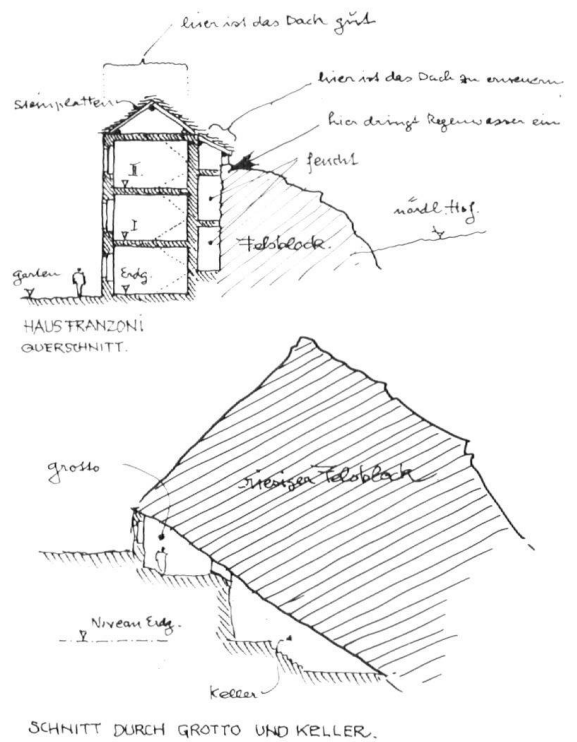 hier ist das Dach gut
hier ist das Dach zu erneuern
Steinplatten
hier dringt Regenwasser ein
feucht
II
nördl. Hof.
I
Felsblock.
Garten
Erdg.
HAUS FRANZONI
QUERSCHNITT.
grotto
riesiger Felsblock
Niveau Erdg.
Keller
SCHNITT DURCH GROTTO UND KELLER.